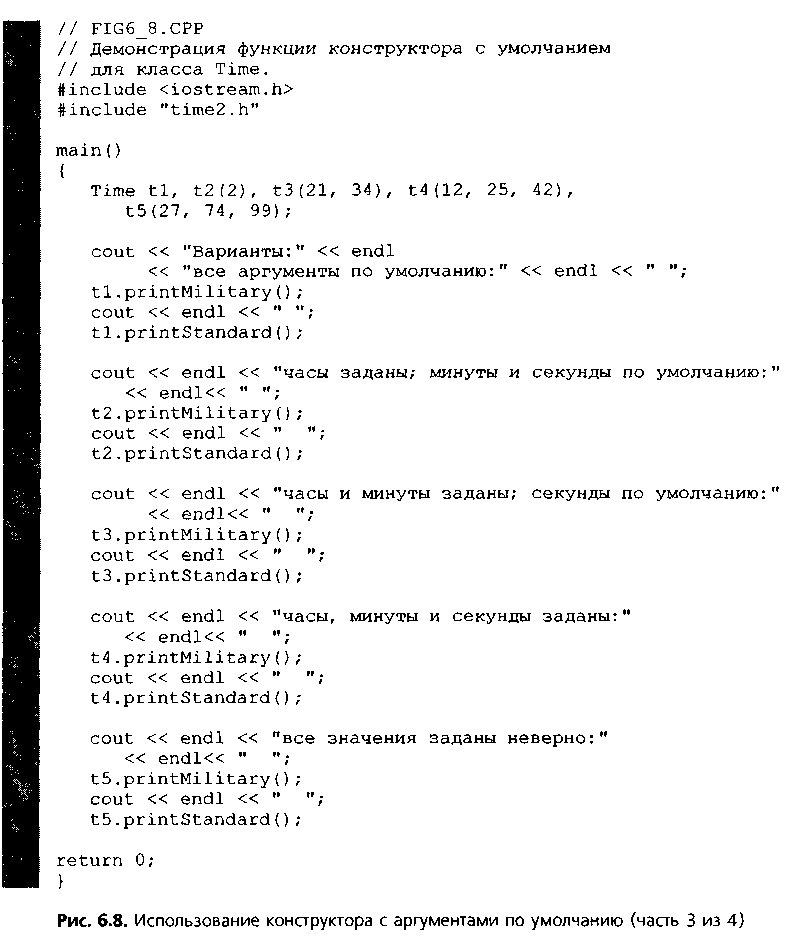 // FIG6_8.CPP
// Демонстрация функции конструктора с умолчанием
// для класса Time.
#include <iostream.h>
#include "time2.h"

main()
{
   Time t1, t2(2), t3(21, 34), t4(12, 25, 42),
      t5(27, 74, 99);

   cout << "Варианты:" << endl
        << "все аргументы по умолчанию:" << endl << " ";
   t1.printMilitary();
   cout << endl << " ";
   t1.printStandard();

   cout << endl << "часы заданы; минуты и секунды по умолчанию:"
      << endl<< " ";
   t2.printMilitary();
   cout << endl << "  ";
   t2.printStandard();

   cout << endl << "часы и минуты заданы; секунды по умолчанию:"
        << endl<< "  ";
   t3.printMilitary();
   cout << endl << "  ";
   t3.printStandard();

   cout << endl << "часы, минуты и секунды заданы:"
      << endl<< "  ";
   t4.printMilitary();
   cout << endl << "  ";
   t4.printStandard();

   cout << endl << "все значения заданы неверно:"
      << endl<< "  ";
   t5.printMilitary();
   cout << endl << "  ";
   t5.printStandard();

return 0;
}
Рис. 6.8. Использование конструктора с аргументами по умолчанию (часть 3 из 4)